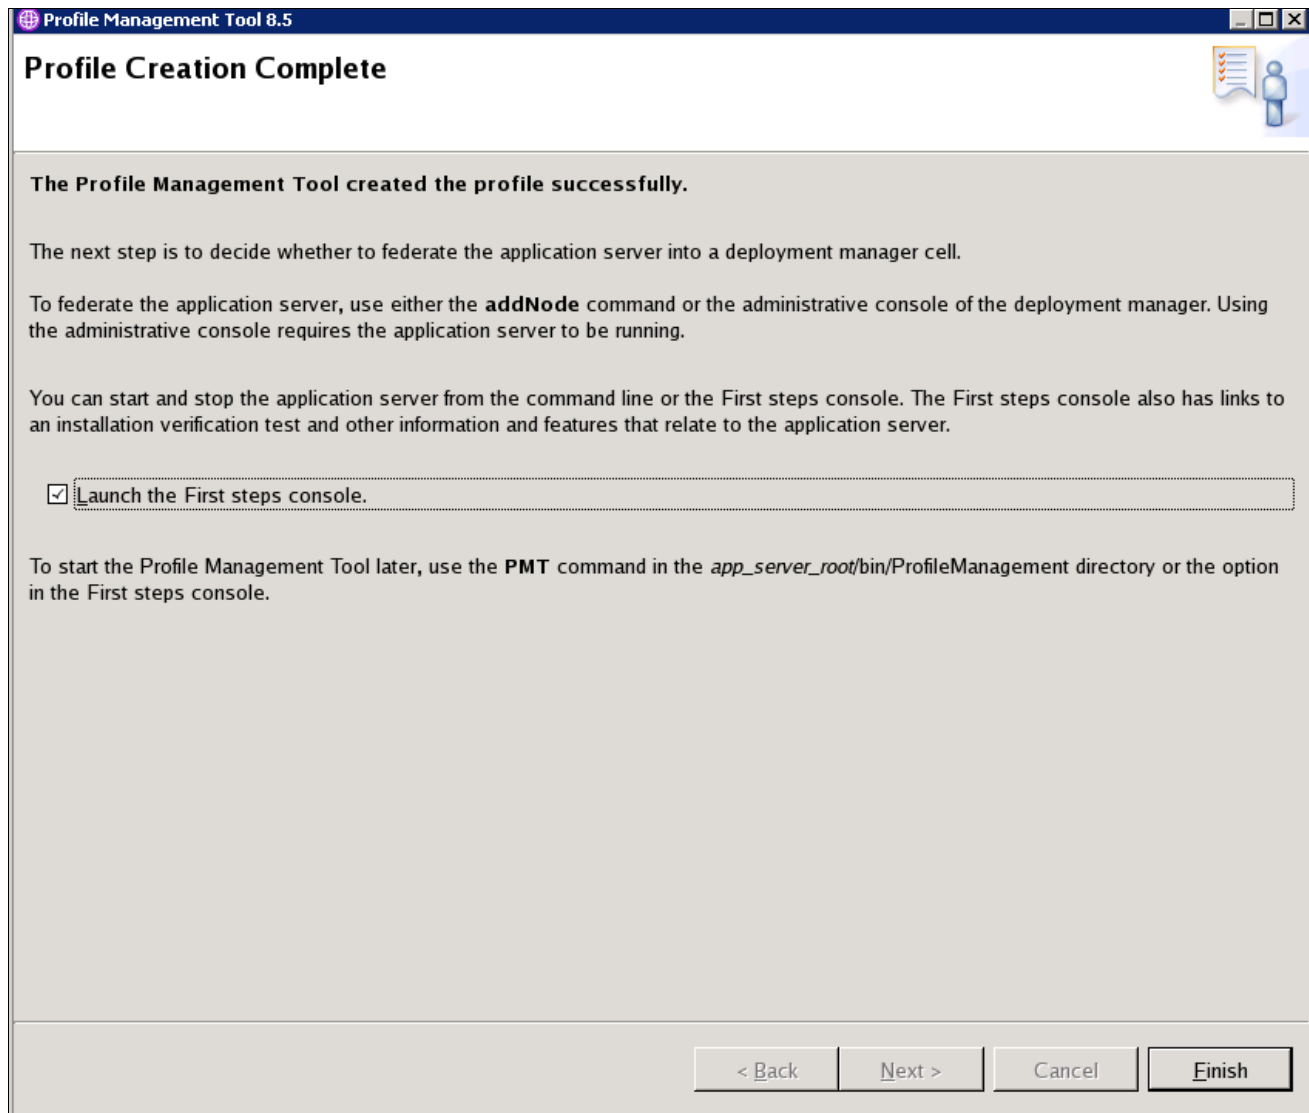 Profile Management Tool 8.5
Profile Creation Complete
The Profile Management Tool created the profile successfully.
The next step is to decide whether to federate the application server into a deployment manager cell.
To federate the application server, use either the addNode command or the administrative console of the deployment manager. Using
the administrative console requires the application server to be running.
You can start and stop the application server from the command line or the First steps console. The First steps console also has links to
an installation verification test and other information and features that relate to the application server.
Launch the First steps console.
To start the Profile Management Tool later, use the PMT command in the app_server_root/bin/ProfileManagement directory or the option
in the First steps console.
< Back Next > Cancel Finish